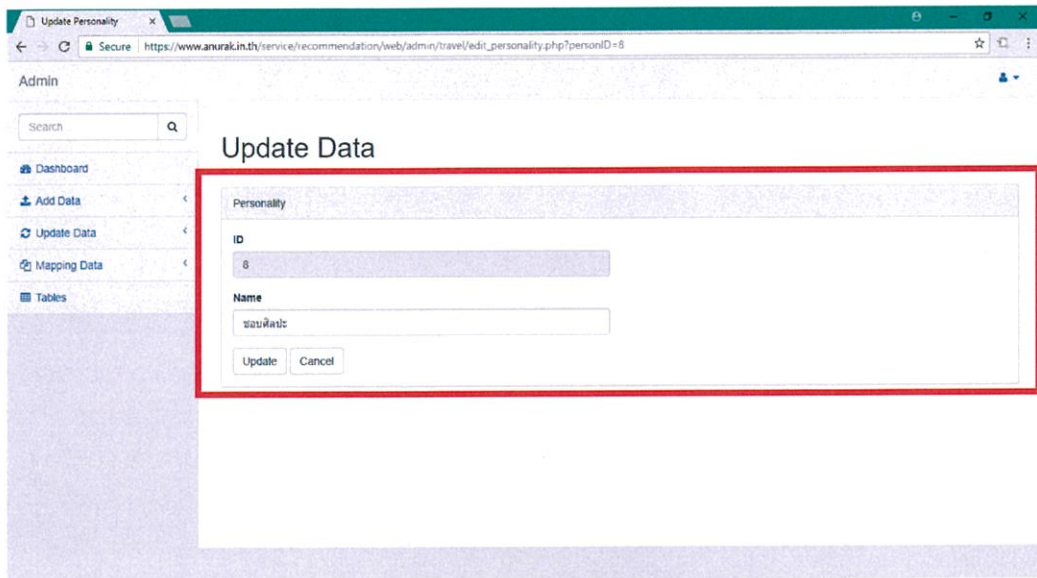 Update Personality
Secure https://www.anurak.in.th/service/recommendation/web/admin/travel/edit_personality.php?personID=8
Admin
Search...
Dashboard
Add Data
Update Data
Mapping Data
Tables
Update Data
Personality
ID
8
Name
ชอบศิลปะ
Update Cancel